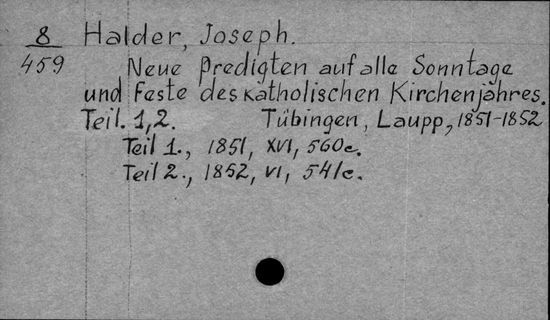 8 Halder, Joseph.
459 Neue Predigten auf alle Sonntage
und Feste des katholischen Kirchenjahres.
Teil. 1,2. Tübingen, Laupp, 1851-1852
Teil 1., 1851, XVI, 560c.
Teil 2., 1852, VI, 541c.